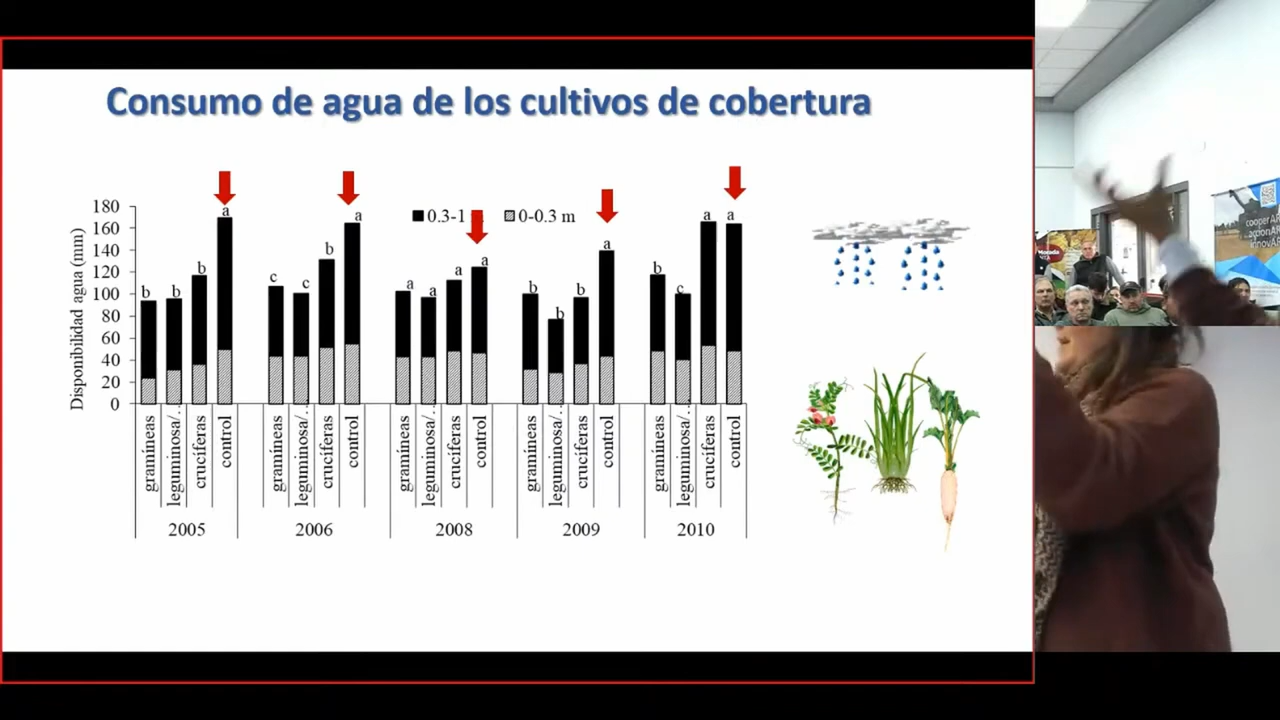 Consumo de agua de los cultivos de cobertura
Disponibilidad agua (mm)
180
160
140
120
100
80
60
40
20
0
0.3-1 0-0.3 m
b b b a
c c b a
a a a a
b b b a
b c a a
gramíneas leguminosa/.. crucíferas control
gramíneas leguminosa/.. crucíferas control
gramíneas leguminosa/.. crucíferas control
gramíneas leguminosa/.. crucíferas control
gramíneas leguminosa/.. crucíferas control
2005 2006 2008 2009 2010